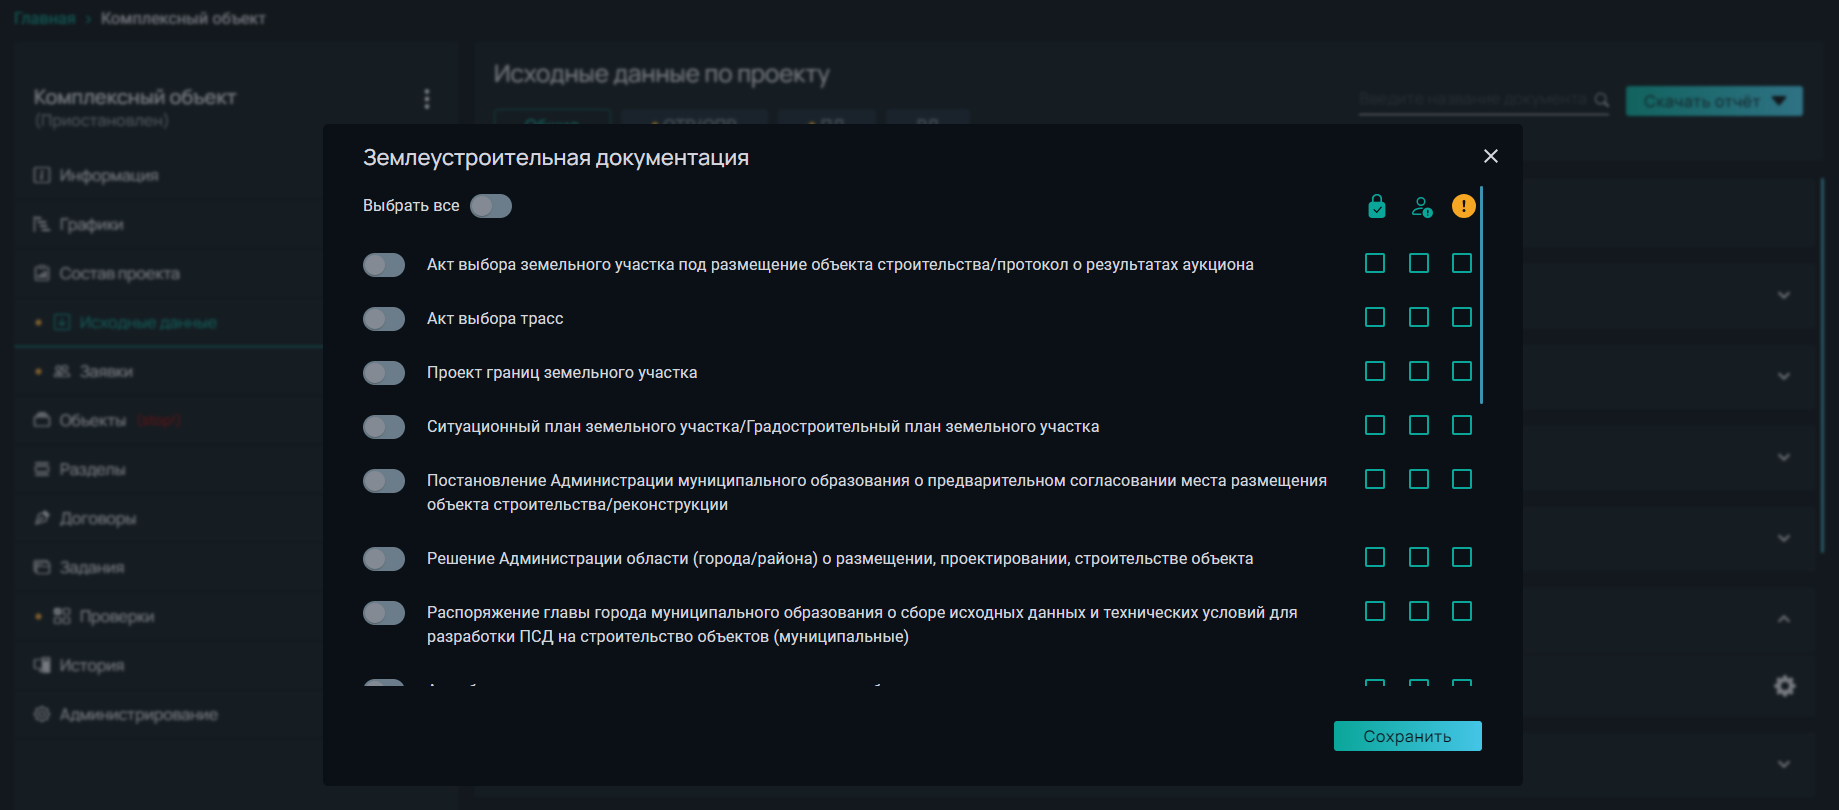 Главная › Комплексный объект
Комплексный объект
(Приостановлен)
Информация
Графики
Состав проекта
Исходные данные
Заявки
Объекты (старт)
Разделы
Договоры
Задания
Проверки
История
Администрирование
Исходные данные по проекту
Введите название документа
Скачать отчёт
Землеустроительная документация
Выбрать все
Акт выбора земельного участка под размещение объекта строительства/протокол о результатах аукциона
Акт выбора трасс
Проект границ земельного участка
Ситуационный план земельного участка/Градостроительный план земельного участка
Постановление Администрации муниципального образования о предварительном согласовании места размещения
объекта строительства/реконструкции
Решение Администрации области (города/района) о размещении, проектировании, строительстве объекта
Распоряжение главы города муниципального образования о сборе исходных данных и технических условий для
разработки ПСД на строительство объектов (муниципальные)
Сохранить